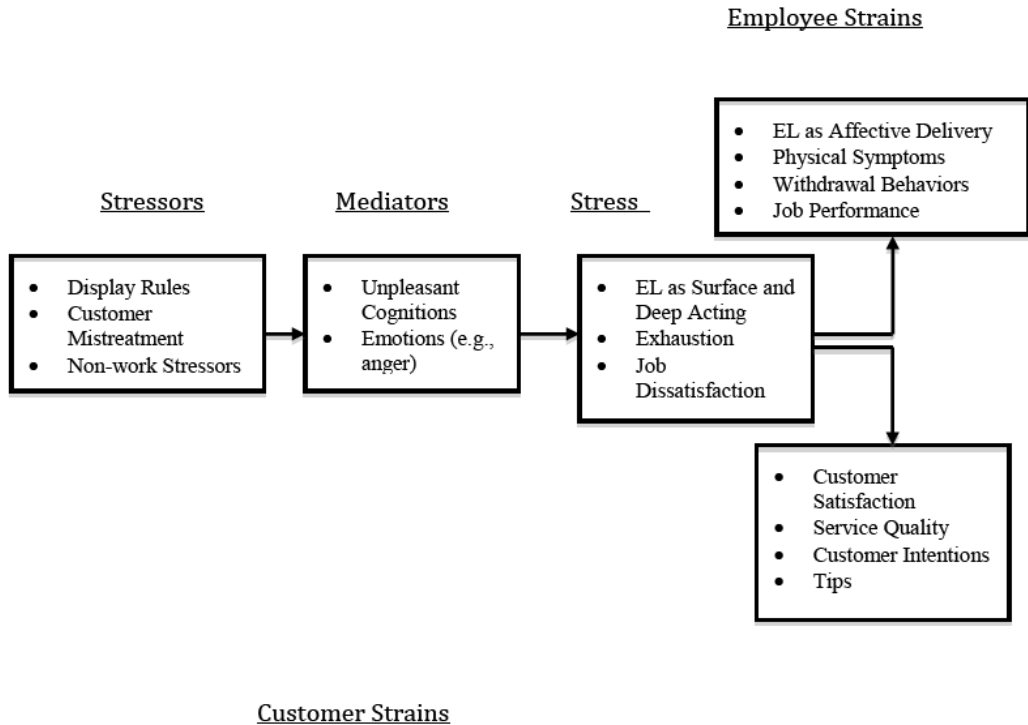 Employee Strains
• EL as Affective Delivery
• Physical Symptoms
• Withdrawal Behaviors
• Job Performance
Stressors
Mediators
Stress
• Display Rules
• Customer
Mistreatment
• Non-work Stressors
• Unpleasant
Cognitions
• Emotions (e.g.,
anger)
• EL as Surface and
Deep Acting
• Exhaustion
• Job
Dissatisfaction
• Customer
Satisfaction
• Service Quality
• Customer Intentions
• Tips
Customer Strains